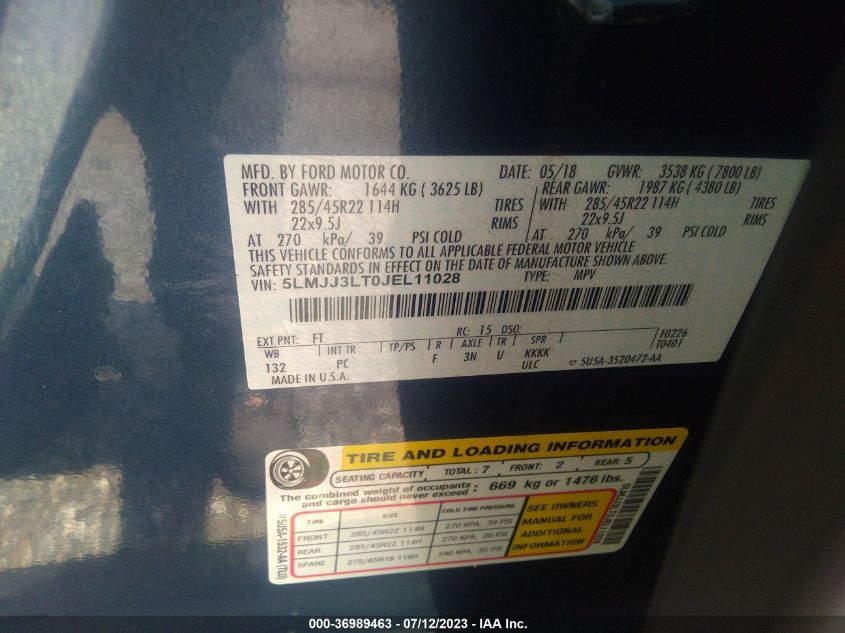 MFD. BY FORD MOTOR CO. DATE: 05/18 GVWR: 3538 KG ( 7800 LB)
FRONT GAWR: 1644 KG ( 3625 LB) REAR GAWR: 1987 KG ( 4380 LB)
WITH 285/45R22 114H TIRES WITH 285/45R22 114H TIRES
22x9.5J RIMS 22x9.5J RIMS
AT 270 kPa/ 39 PSI COLD AT 270 kPa/ 39 PSI COLD
THIS VEHICLE CONFORMS TO ALL APPLICABLE FEDERAL MOTOR VEHICLE
SAFETY STANDARDS IN EFFECT ON THE DATE OF MANUFACTURE SHOWN ABOVE.
VIN: 5LMJJ3LT0JEL11028 TYPE: MPV
EXT PNT: FT RC: 15 DSO: F0226
WB INT TR TP/PS R AXLE TR SPR T0401
132 PC F 3N U KKKK
ULC ▽ 5U5A-3520472-AA
MADE IN U.S.A.
TIRE AND LOADING INFORMATION
SEATING CAPACITY TOTAL: 7 FRONT: 2 REAR: 5
The combined weight of occupants and cargo should never exceed : 669 kg or 1476 lbs.
TIRE SIZE COLD TIRE PRESSURE
FRONT 285/45R22 114H 270 KPA, 39 PSI
REAR 285/45R22 114H 270 KPA, 39 PSI
SPARE 275/65R18 116H 240 KPA, 35 PSI
SEE OWNERS
MANUAL FOR
ADDITIONAL
INFORMATION
000-36989463 - 07/12/2023 - IAA Inc.